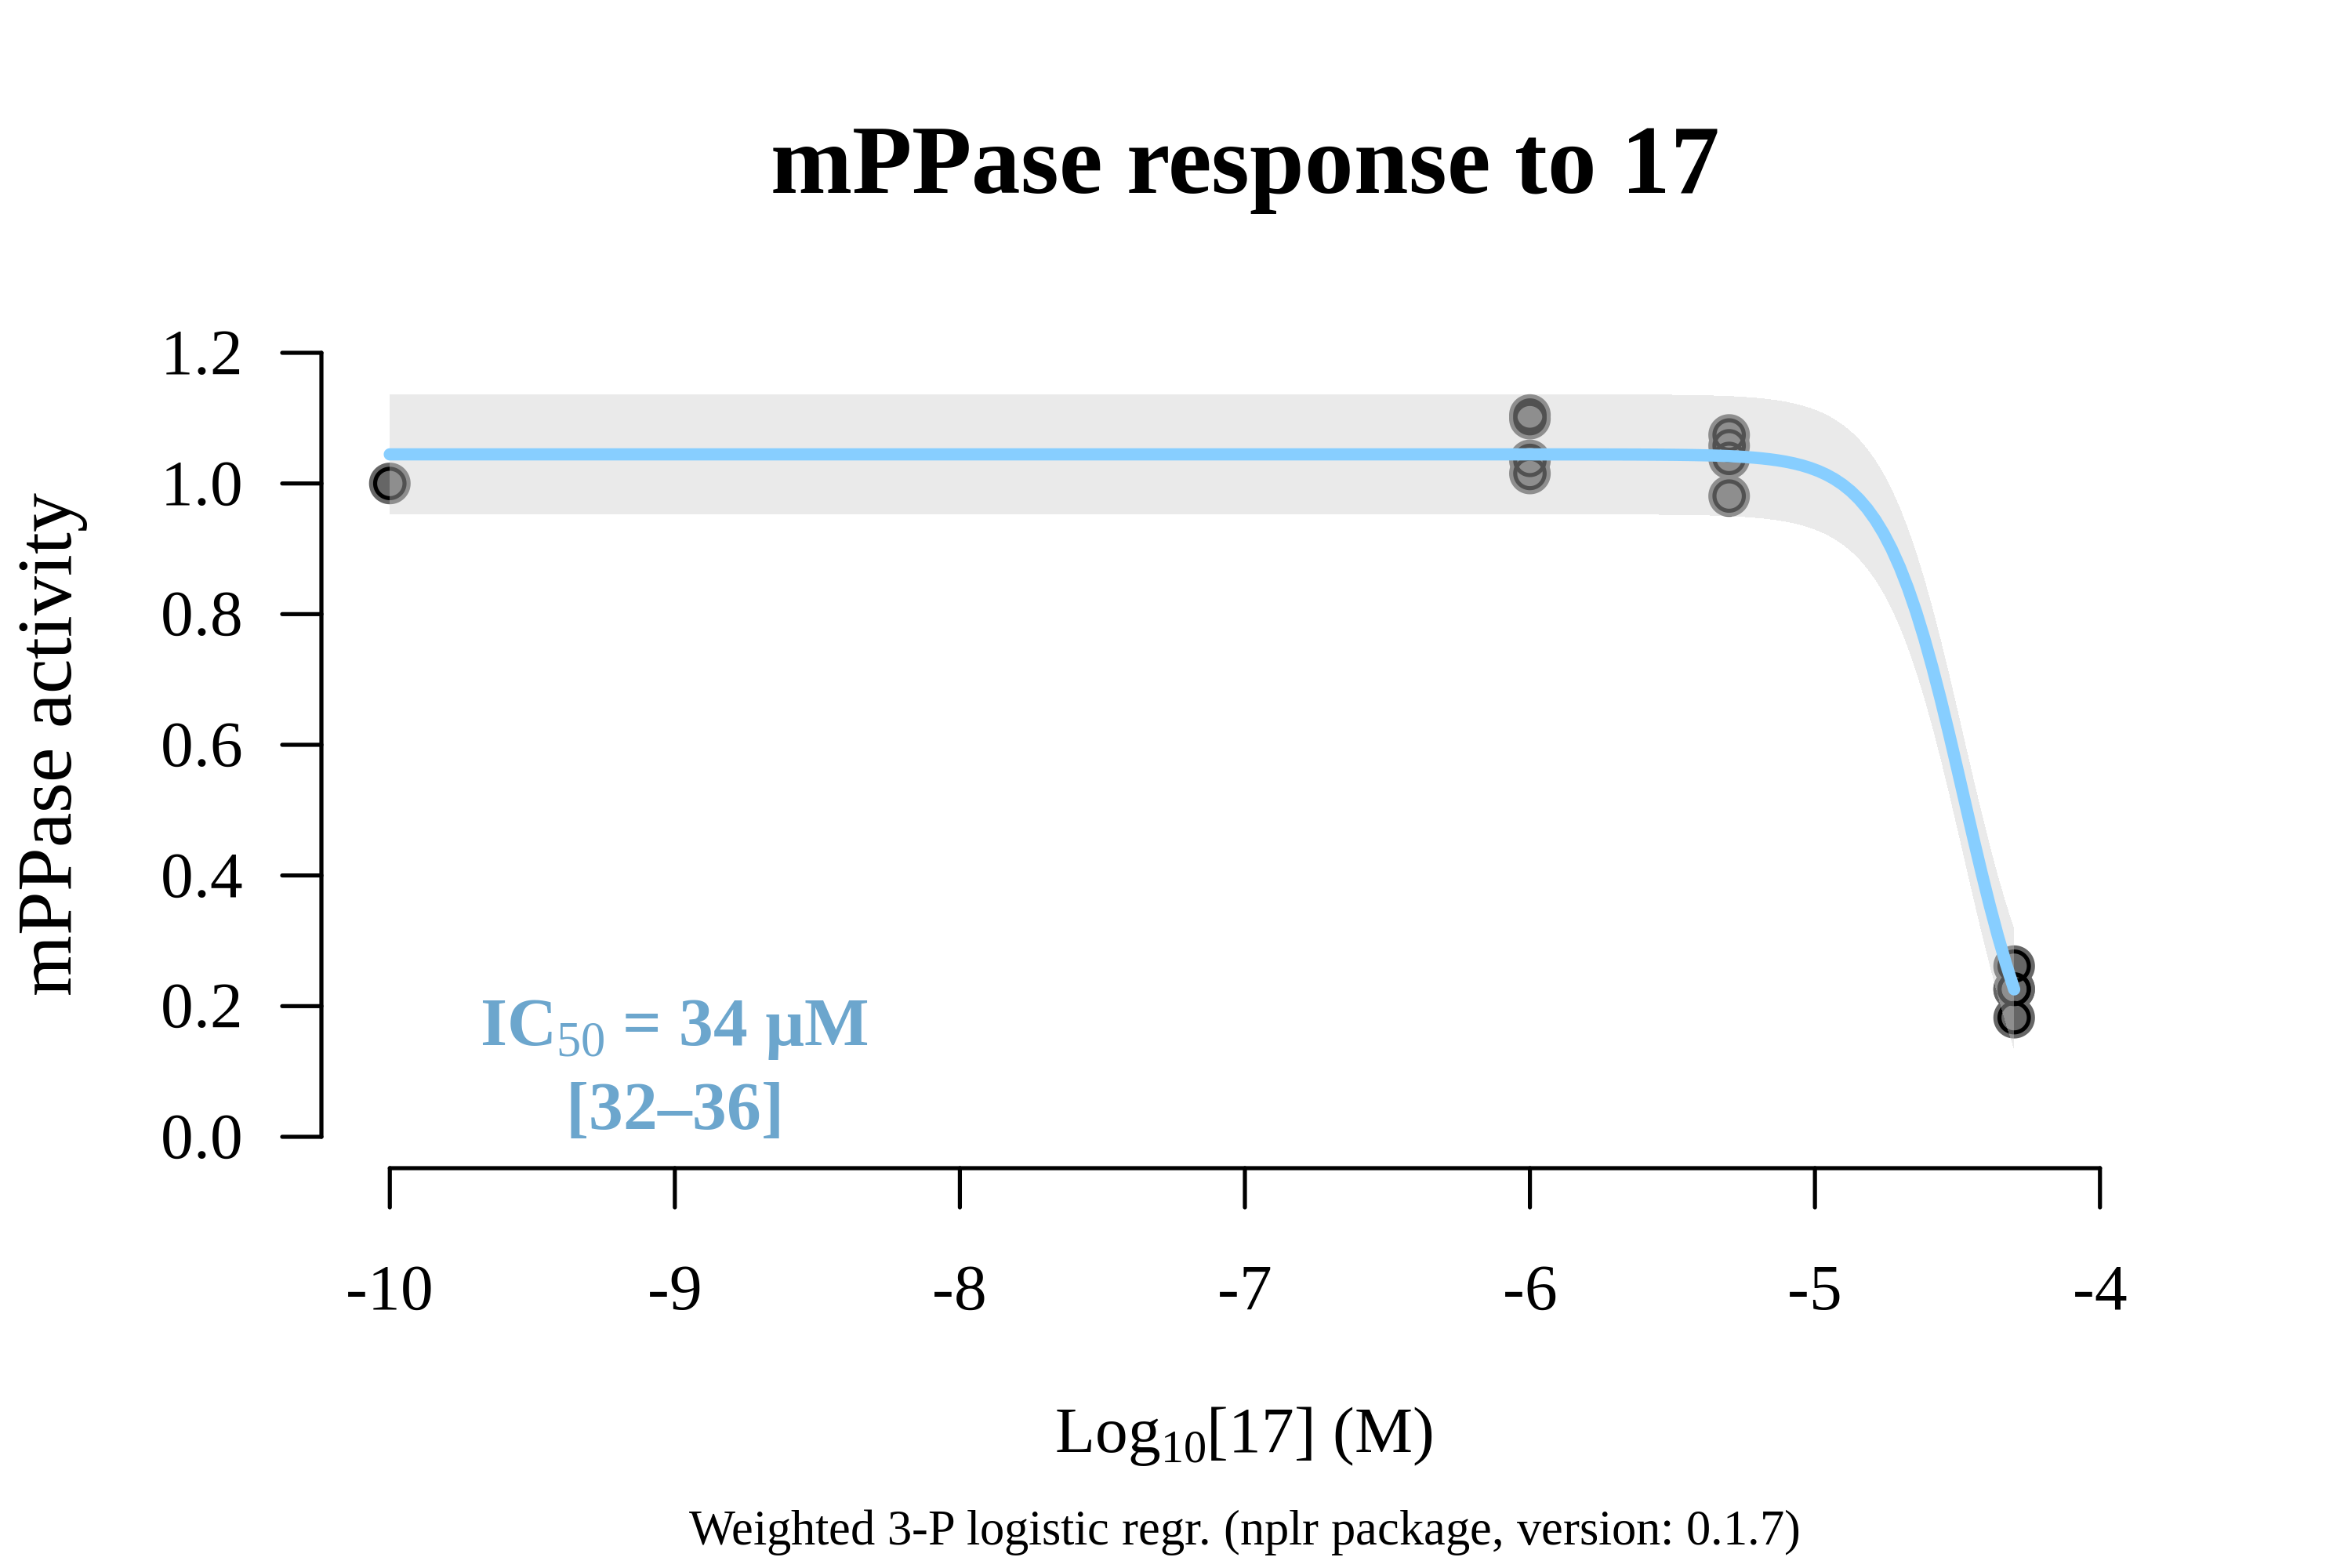 mPPase response to 17
mPPase activity
1.2
1.0
0.8
0.6
0.4
0.2
0.0
IC₅₀ = 34 µM
[32–36]
-10 -9 -8 -7 -6 -5 -4
Log₁₀[17] (M)
Weighted 3-P logistic regr. (nplr package, version: 0.1.7)